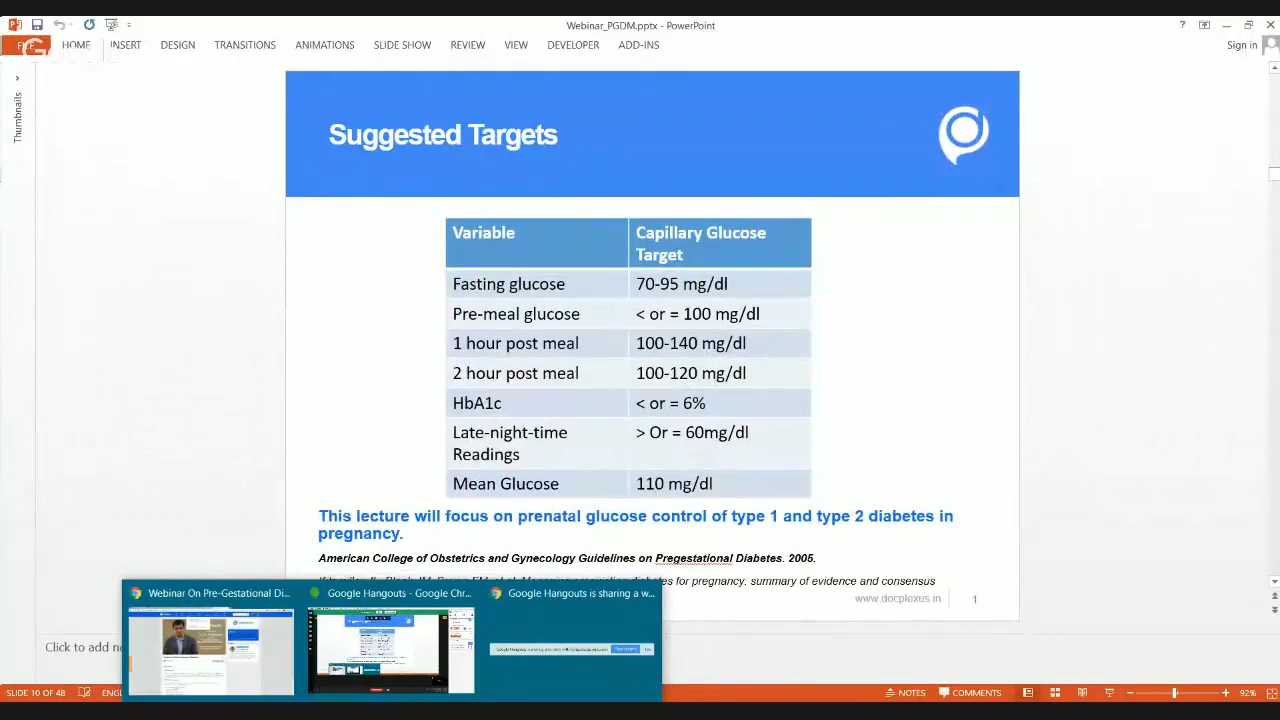 Webinar_PGDM.pptx - PowerPoint
?
FILE HOME INSERT DESIGN TRANSITIONS ANIMATIONS SLIDE SHOW REVIEW VIEW DEVELOPER ADD-INS Sign in
Thumbnails
Suggested Targets
Variable Capillary Glucose Target
Fasting glucose 70-95 mg/dl
Pre-meal glucose < or = 100 mg/dl
1 hour post meal 100-140 mg/dl
2 hour post meal 100-120 mg/dl
HbA1c < or = 6%
Late-night-time Readings > Or = 60mg/dl
Mean Glucose 110 mg/dl
This lecture will focus on prenatal glucose control of type 1 and type 2 diabetes in
pregnancy.
American College of Obstetrics and Gynecology Guidelines on Pregestational Diabetes. 2005.
diabetes for pregnancy: summary of evidence and consensus
www.docplexus.in 1
Webinar On Pre-Gestational Di... Google Hangouts - Google Chr... Google Hangouts is sharing a w...
Click to add
SLIDE 10 OF 48 NOTES COMMENTS 92%